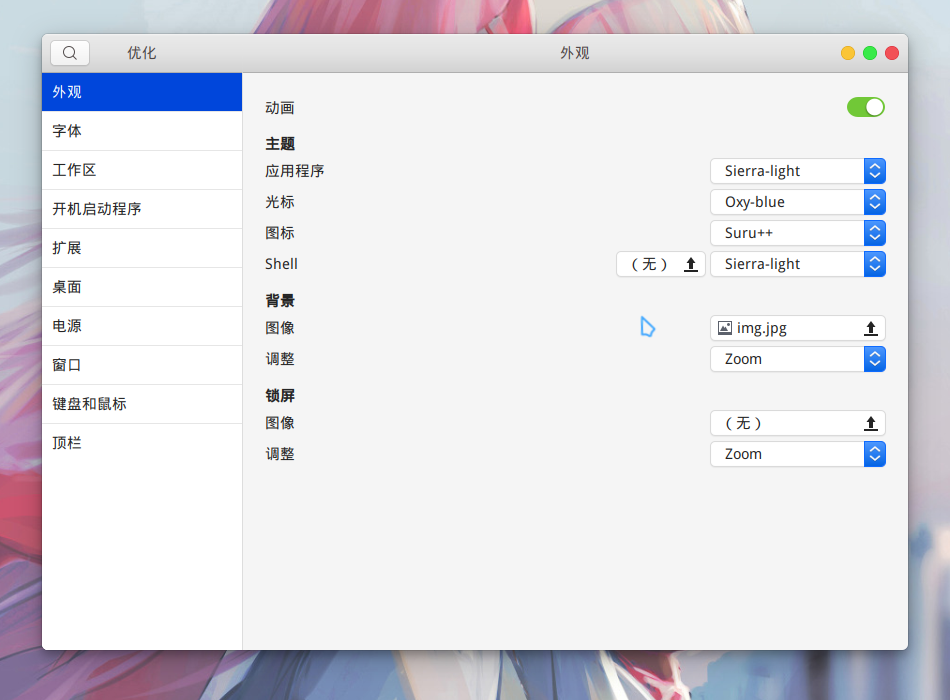 优化
外观
外观
字体
工作区
开机启动程序
扩展
桌面
电源
窗口
键盘和鼠标
顶栏
动画
主题
应用程序 Sierra-light
光标 Oxy-blue
图标 Suru++
Shell （无） Sierra-light
背景
图像 img.jpg
调整 Zoom
锁屏
图像 （无）
调整 Zoom